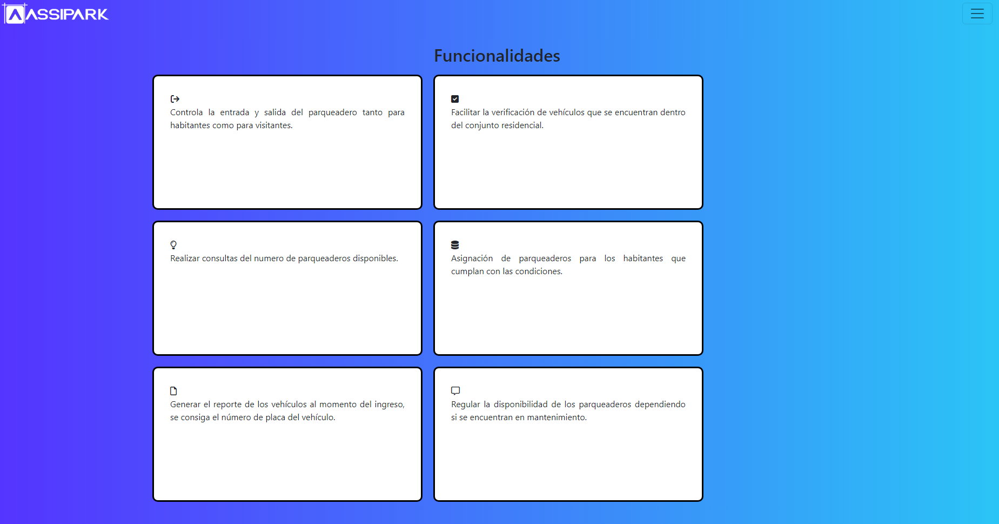 ASSIPARK
Funcionalidades
Controla la entrada y salida del parqueadero tanto para
habitantes como para visitantes.
Facilitar la verificación de vehículos que se encuentran dentro
del conjunto residencial.
Realizar consultas del numero de parqueaderos disponibles.
Asignación de parqueaderos para los habitantes que
cumplan con las condiciones.
Generar el reporte de los vehículos al momento del ingreso,
se consiga el número de placa del vehículo.
Regular la disponibilidad de los parqueaderos dependiendo
si se encuentran en mantenimiento.